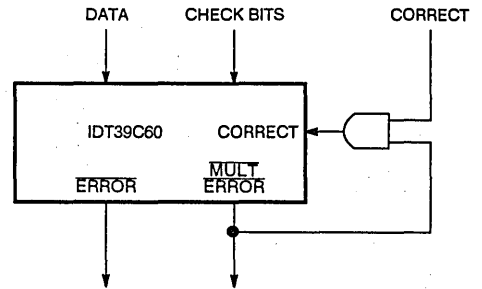 DATA CHECK BITS CORRECT
IDT39C60 CORRECT
MULT
ERROR ERROR